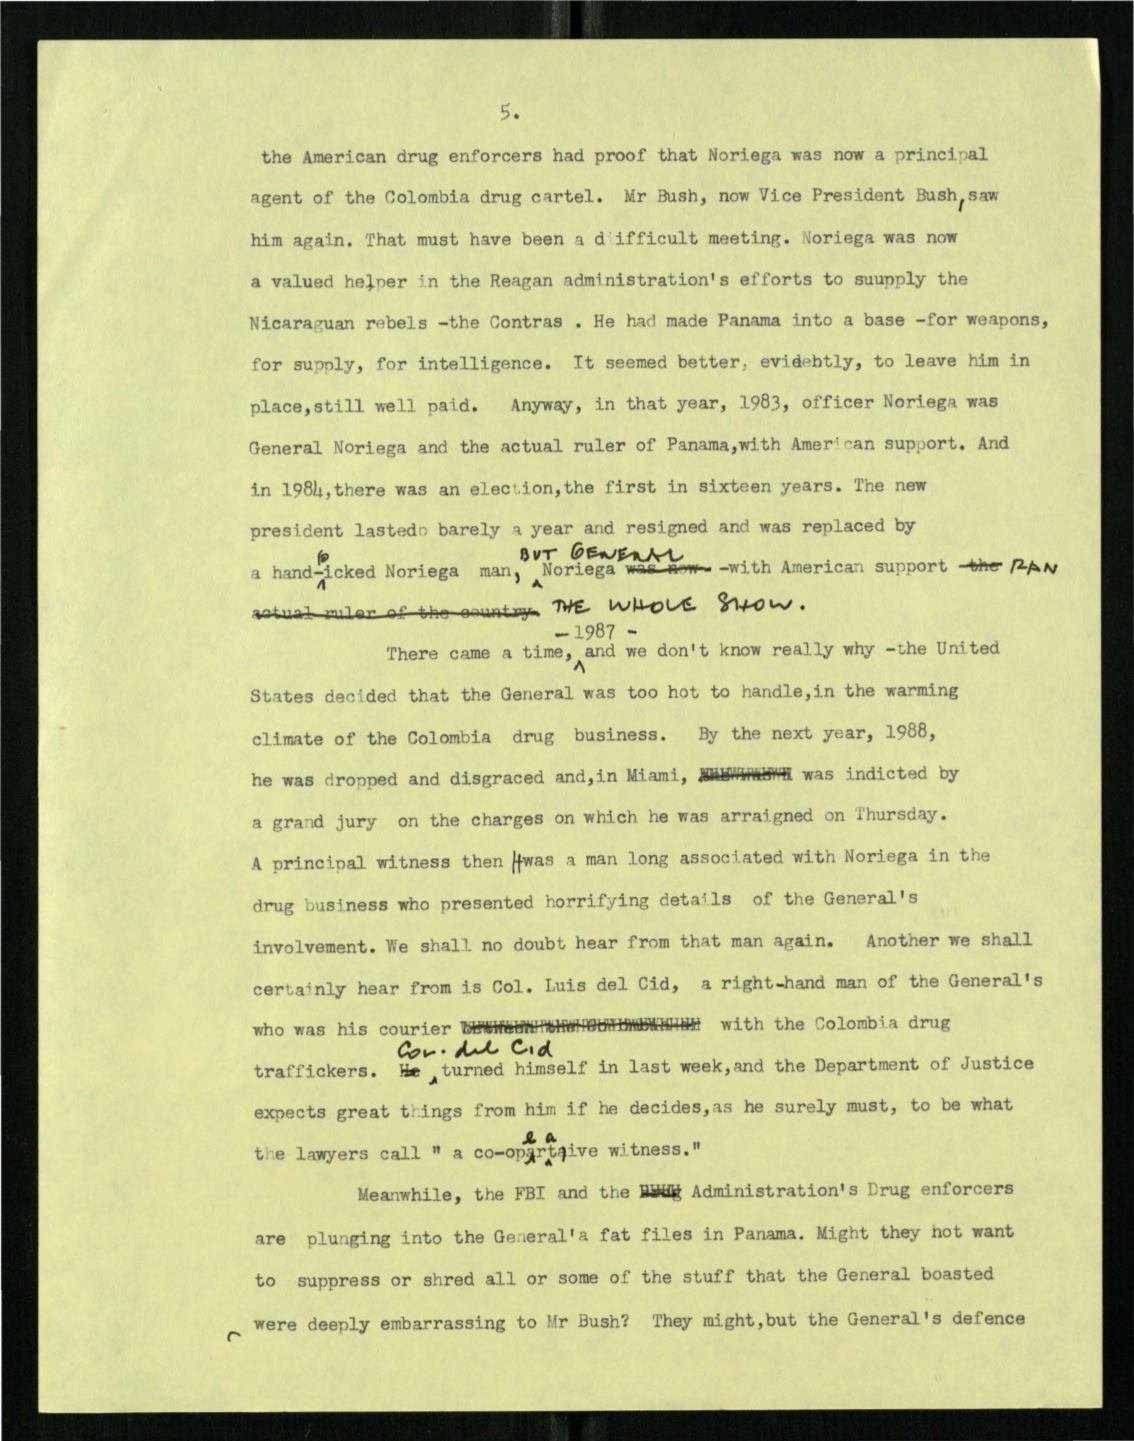 5.
the American drug enforcers had proof that Noriega was now a principal
agent of the Colombia drug cartel. Mr Bush, now Vice President Bush, saw
him again. That must have been a d ifficult meeting. Noriega was now
a valued helper in the Reagan administration's efforts to suupply the
Nicaraguan rebels -the Contras . He had made Panama into a base -for weapons,
for supply, for intelligence. It seemed better, evidebtly, to leave him in
place,still well paid. Anyway, in that year, 1983, officer Noriega was
General Noriega and the actual ruler of Panama,with American support. And
in 1984,there was an election,the first in sixteen years. The new
president lastedo barely a year and resigned and was replaced by
p BUT GENERAL
a hand-icked Noriega man, Noriega was now -with American support the RAN
actual ruler of the country. THE WHOLE SHOW.
- 1987 -
There came a time, and we don't know really why -the United
States decided that the General was too hot to handle,in the warming
climate of the Colombia drug business. By the next year, 1988,
he was dropped and disgraced and,in Miami, was indicted by
a grand jury on the charges on which he was arraigned on Thursday.
A principal witness then was a man long associated with Noriega in the
drug business who presented horrifying details of the General's
involvement. We shall no doubt hear from that man again. Another we shall
certainly hear from is Col. Luis del Cid, a right-hand man of the General's
who was his courier between the with the Colombia drug
Col. del Cid
traffickers. He turned himself in last week,and the Department of Justice
expects great things from him if he decides,as he surely must, to be what
e a
the lawyers call " a co-opartaive witness."
Meanwhile, the FBI and the Administration's Drug enforcers
are plunging into the General'a fat files in Panama. Might they hot want
to suppress or shred all or some of the stuff that the General boasted
were deeply embarrassing to Mr Bush? They might,but the General's defence